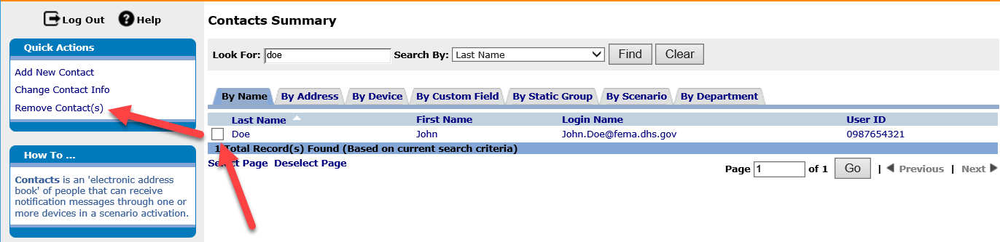 Log Out Help
Quick Actions
Add New Contact
Change Contact Info
Remove Contact(s)
How To ...
Contacts is an 'electronic address
book' of people that can receive
notification messages through one or
more devices in a scenario activation.
Contacts Summary
Look For: doe Search By: Last Name Find Clear
By Name By Address By Device By Custom Field By Static Group By Scenario By Department
Last Name First Name Login Name User ID
Doe John John.Doe@fema.dhs.gov 0987654321
1 Total Record(s) Found (Based on current search criteria)
Select Page Deselect Page
Page 1 of 1 Go | Previous | Next